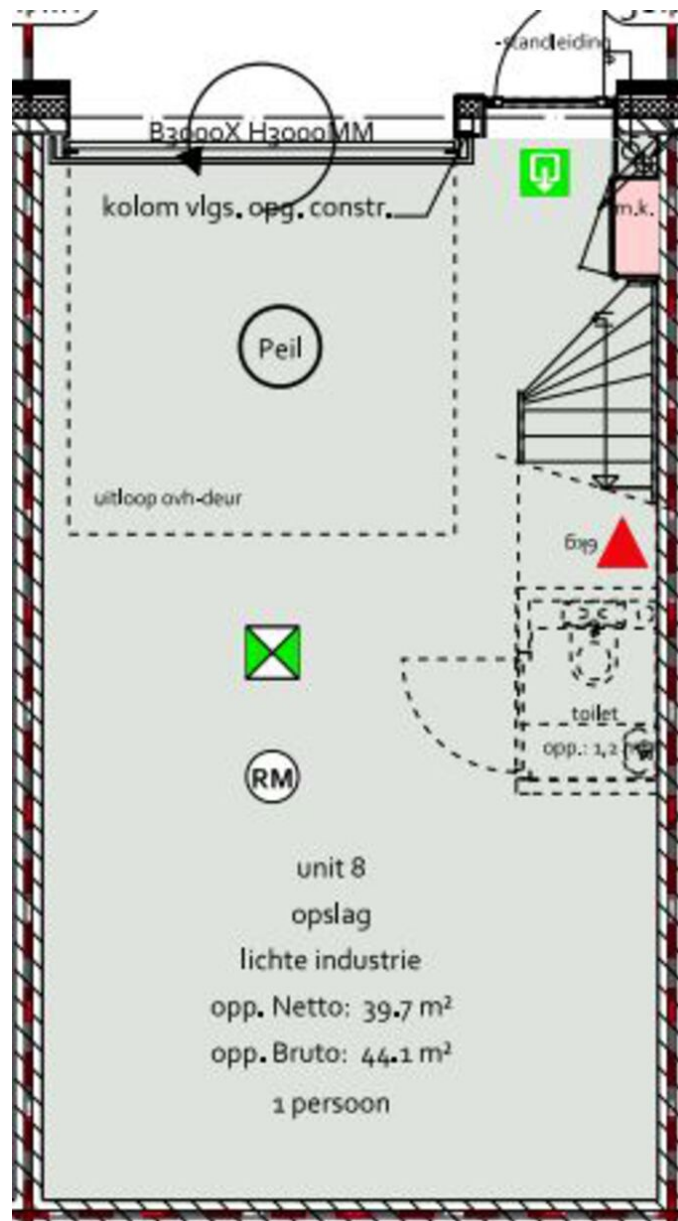 -standleiding
B3000X H3000MM
kolom vlgs. opg. constr.
m.k.
Peil
uitloop ovh-deur
6kg
toilet
opp.: 1,2
RM
unit 8
opslag
lichte industrie
opp. Netto: 39.7 m²
opp. Bruto: 44.1 m²
1 persoon